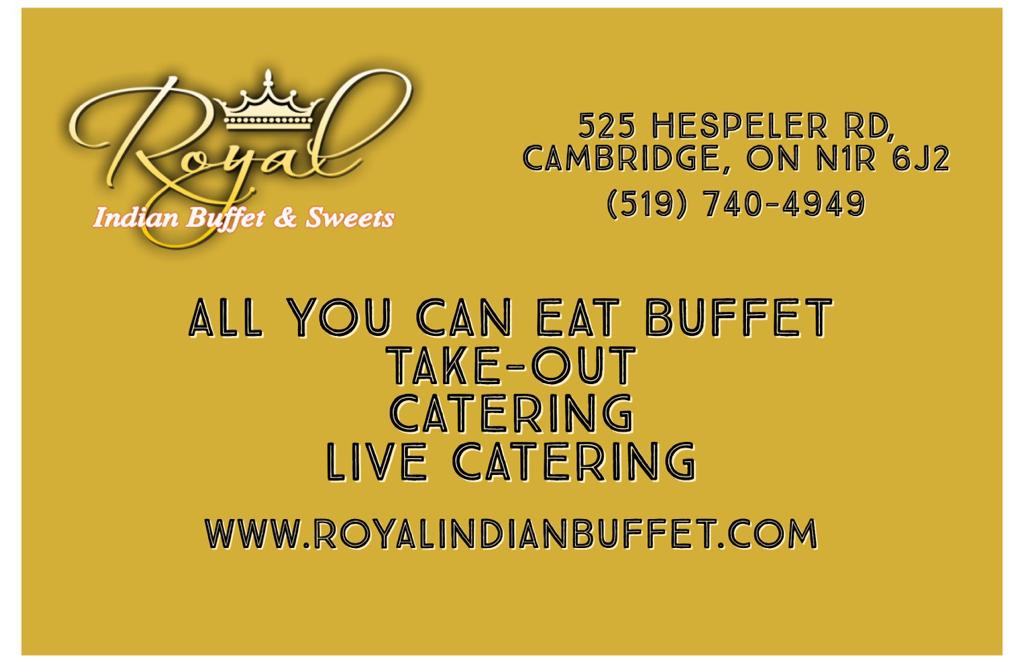 Royal
Indian Buffet & Sweets
525 HESPELER RD,
CAMBRIDGE, ON N1R 6J2
(519) 740-4949
ALL YOU CAN EAT BUFFET
TAKE-OUT
CATERING
LIVE CATERING
WWW.ROYALINDIANBUFFET.COM